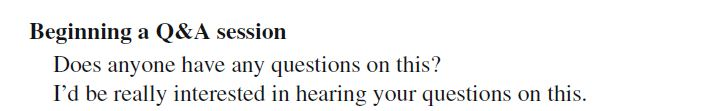 Beginning a Q&A session
Does anyone have any questions on this?
I’d be really interested in hearing your questions on this.